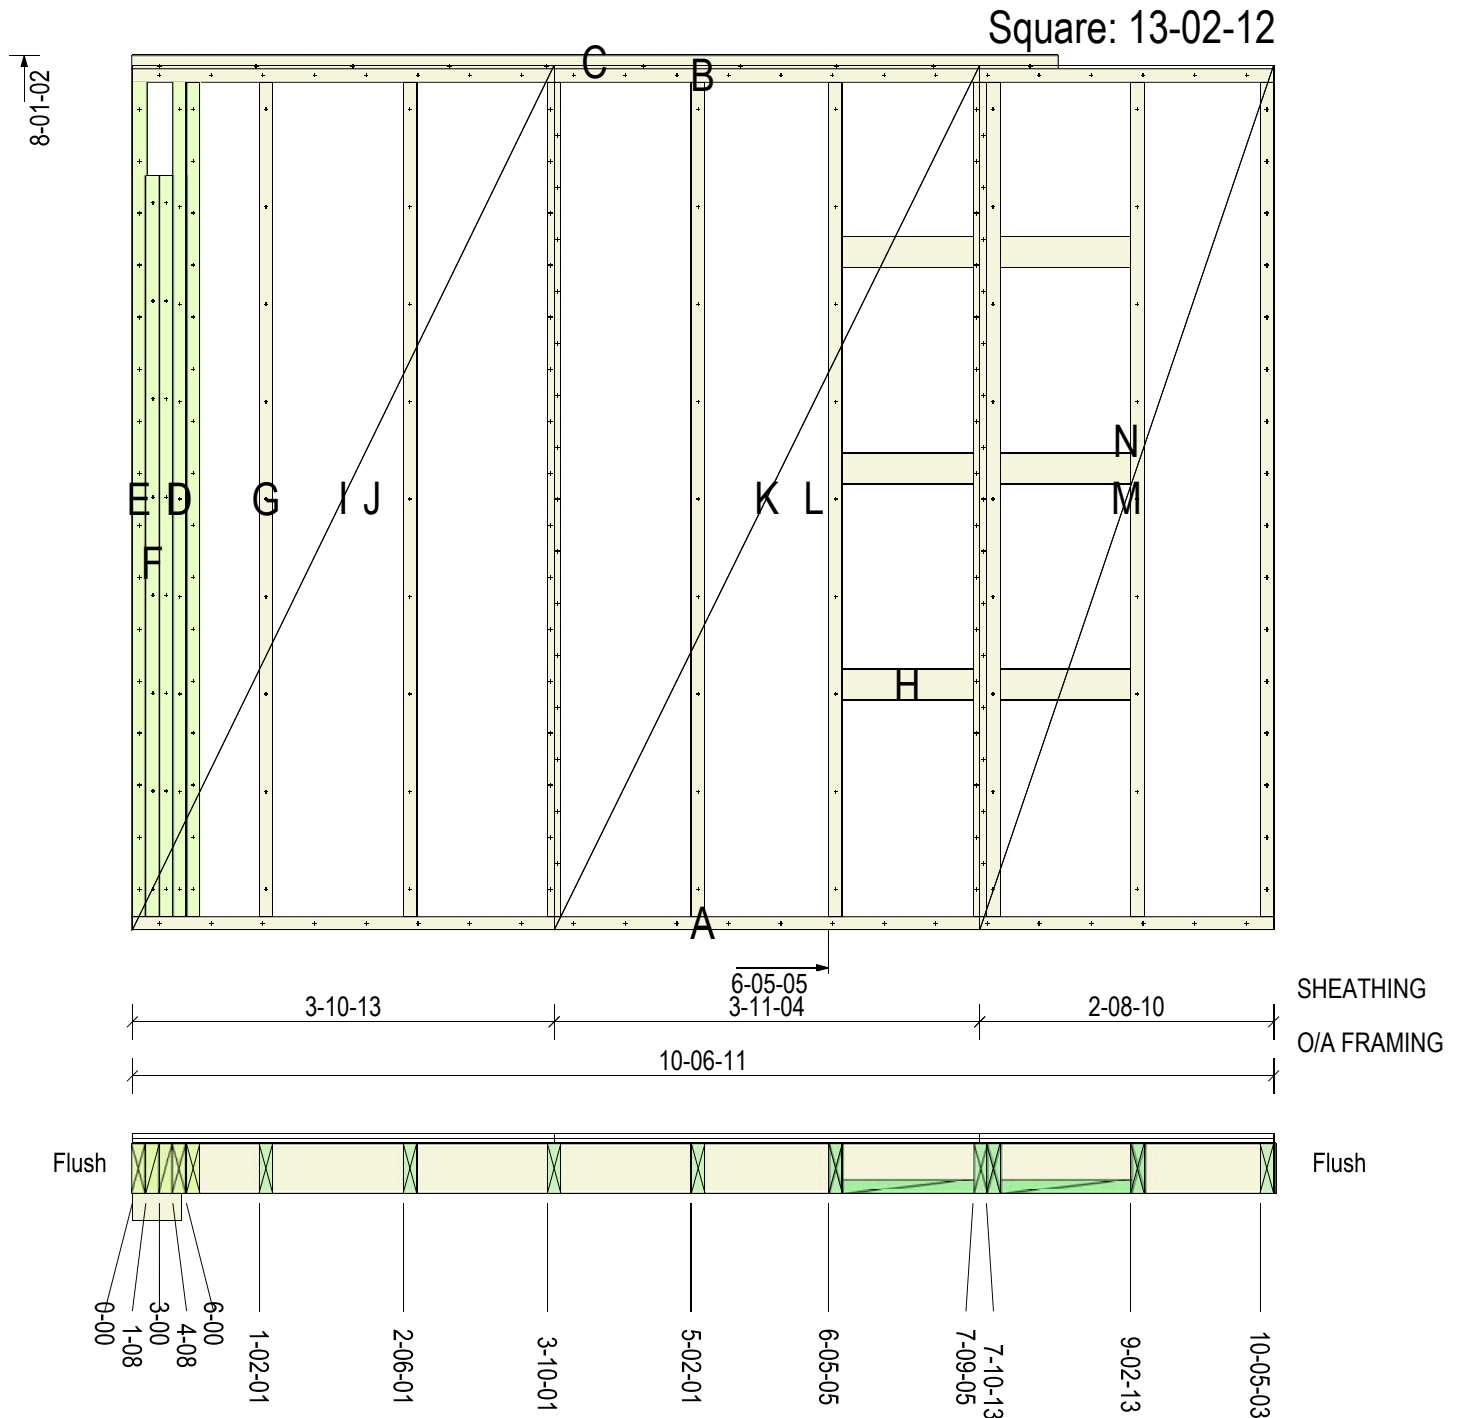 Square: 13-02-12
8-01-02
C
B
N
E D G I J K L M
F
H
A
6-05-05
3-10-13 3-11-04 2-08-10 SHEATHING
10-06-11 O/A FRAMING
Flush Flush
0-00 1-08 3-00 4-08 6-00 1-02-01 2-06-01 3-10-01 5-02-01 6-05-05 7-09-05 7-10-13 9-02-13 10-05-03